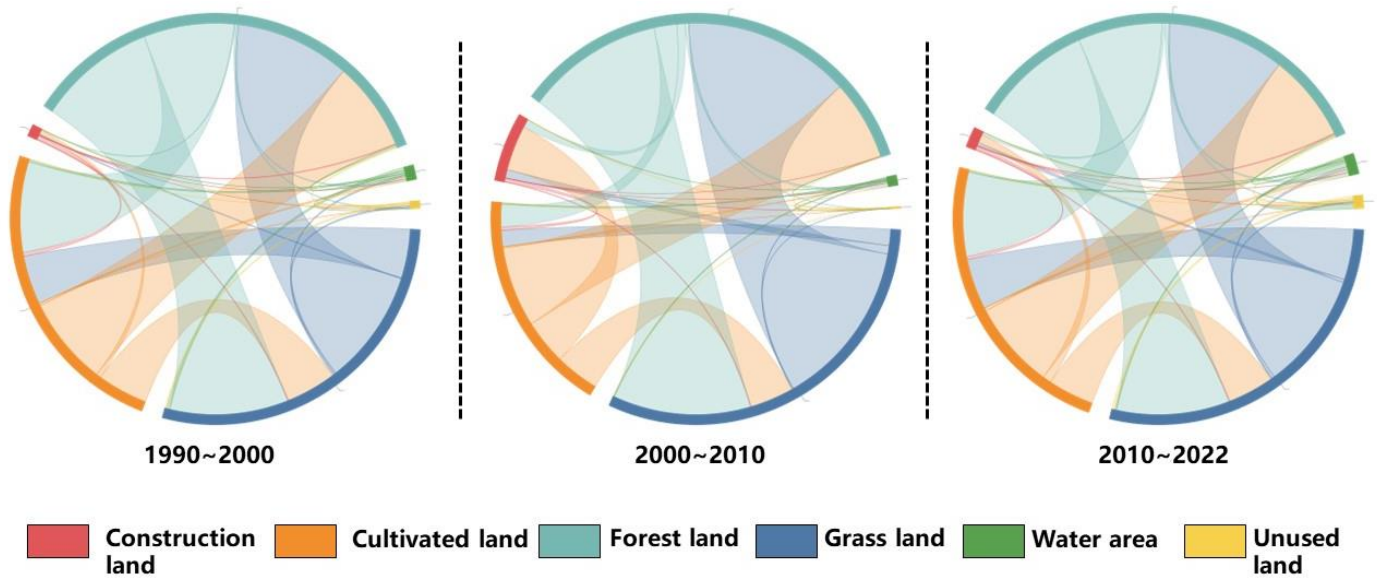 1990~2000
2000~2010
2010~2022
Construction
land
Cultivated land
Forest land
Grass land
Water area
Unused
land